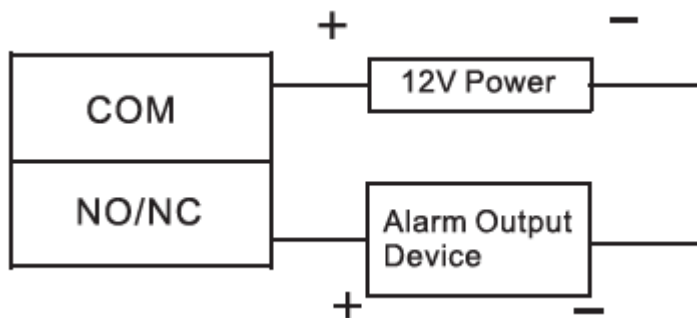 + −
12V Power
COM
NO/NC
Alarm Output
Device
+ −